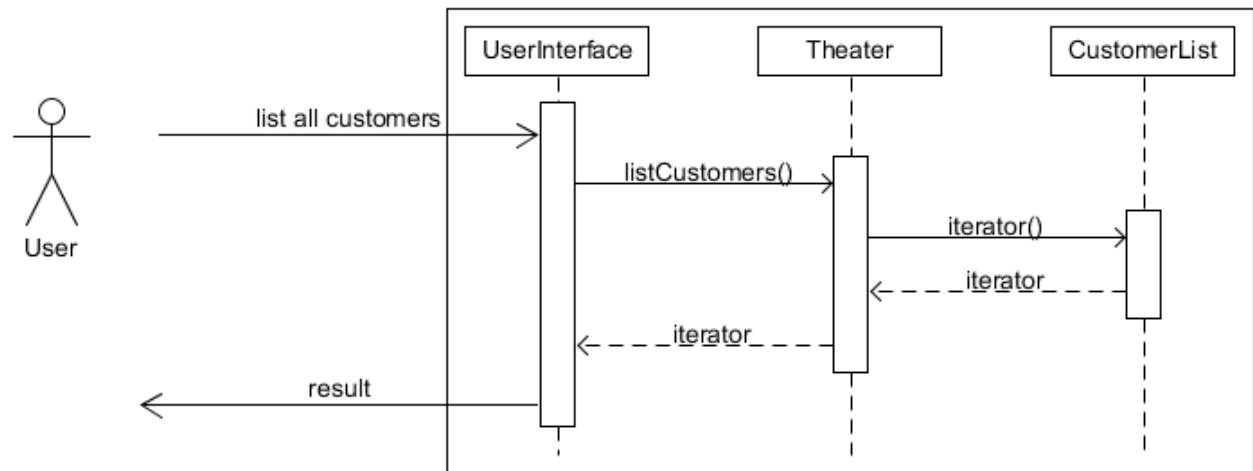 UserInterface
Theater
CustomerList
list all customers
listCustomers()
User
iterator()
iterator
iterator
result